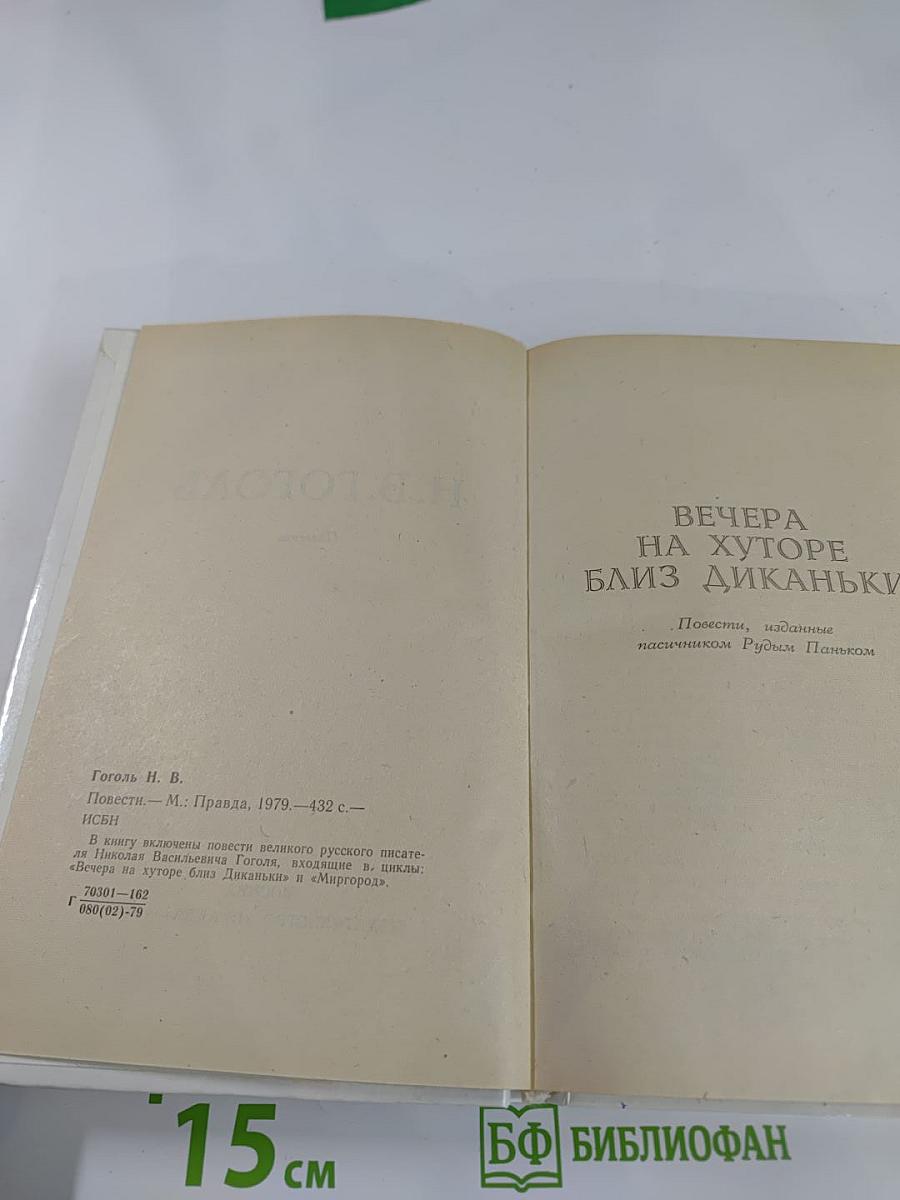 Н.В.ГОГОЛЬ
Повести
Гоголь Н. В.
Повести.— М.: Правда, 1979.—432 с.—
ИСБН
В книгу включены повести великого русского писате-
ля Николая Васильевича Гоголя, входящие в циклы:
«Вечера на хуторе близ Диканьки» и «Миргород».
Г 70301—162
080(02)-79
ВЕЧЕРА
НА ХУТОРЕ
БЛИЗ ДИКАНЬКИ
Повести, изданные
пасичником Рудым Паньком
15 см
БФ БИБЛИОФАН